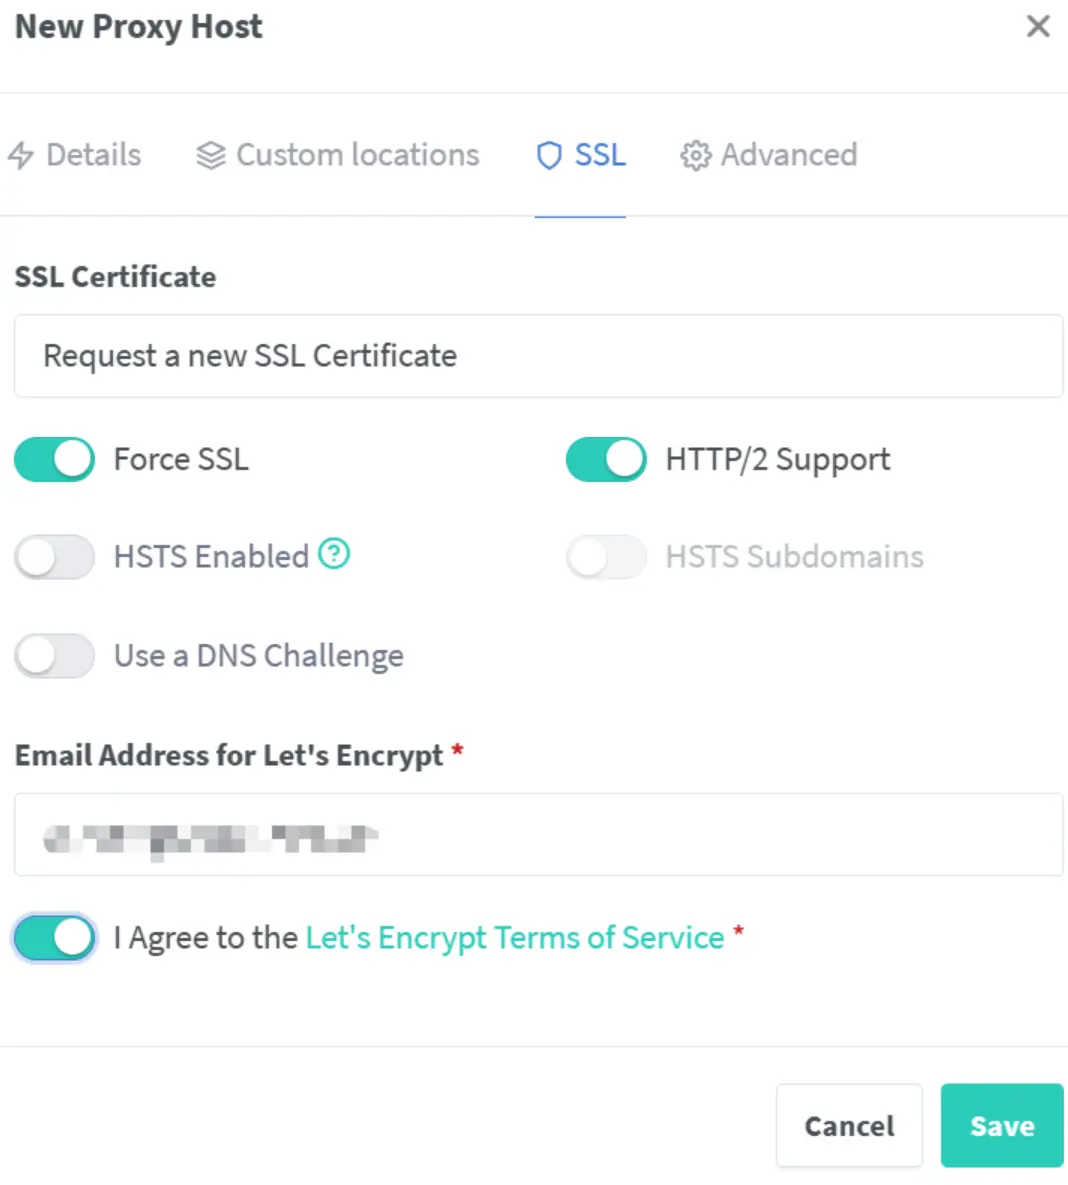 New Proxy Host
Details Custom locations SSL Advanced
SSL Certificate
Request a new SSL Certificate
Force SSL HTTP/2 Support
HSTS Enabled HSTS Subdomains
Use a DNS Challenge
Email Address for Let's Encrypt *
I Agree to the Let's Encrypt Terms of Service *
Cancel Save